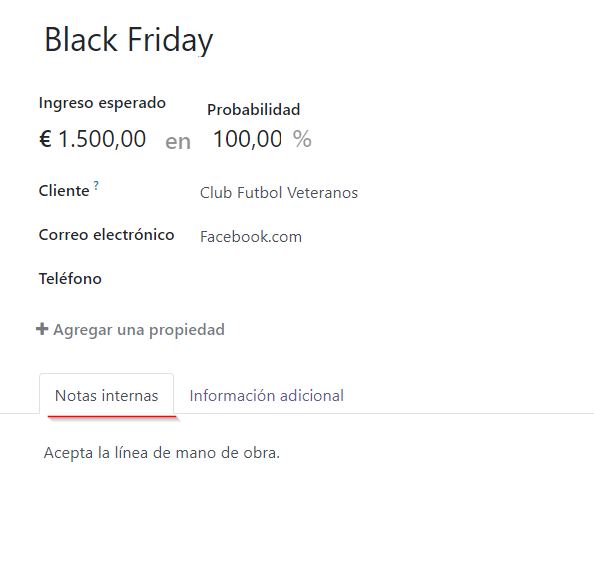 Black Friday
Ingreso esperado
Probabilidad
€ 1.500,00 en 100,00 %
Cliente ?
Club Futbol Veteranos
Correo electrónico
Facebook.com
Teléfono
+ Agregar una propiedad
Notas internas
Información adicional
Acepta la línea de mano de obra.